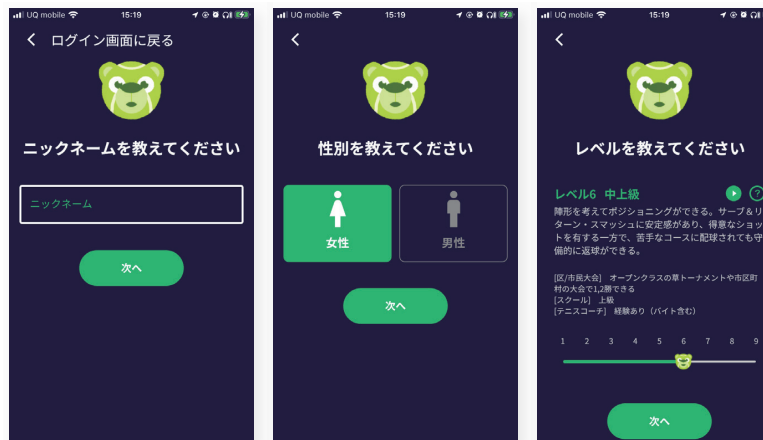 UQ mobile 15:19
ログイン画面に戻る
ニックネームを教えてください
ニックネーム
次へ
UQ mobile 15:19
性別を教えてください
女性
男性
次へ
UQ mobile 15:19
レベルを教えてください
レベル6 中上級
?
陣形を考えてポジショニングができる。サーブ&リ
ターン・スマッシュに安定感があり、得意なショッ
トを有する一方で、苦手なコースに配球されても守
備的に返球ができる。
[区/市民大会] オープンクラスの草トーナメントや市区町
村の大会で1,2勝できる
[スクール] 上級
[テニスコーチ] 経験あり(バイト含む)
1 2 3 4 5 6 7 8 9
次へ